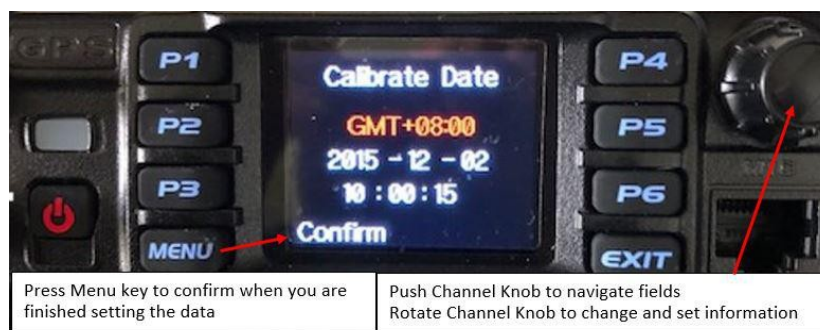 GPS
P1
P2
P3
MENU
Calibrate Date
GMT+08:00
2015 - 12 - 02
10 : 00 : 15
Confirm
P4
P5
P6
EXIT
MIC
Press Menu key to confirm when you are
finished setting the data
Push Channel Knob to navigate fields
Rotate Channel Knob to change and set information